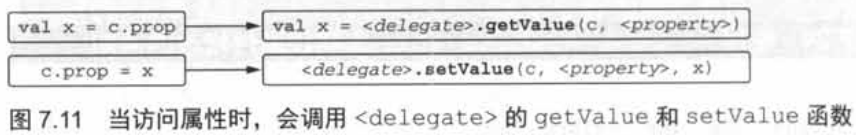 val x = c.prop val x = <delegate>.getValue(c, <property>)
c.prop = x <delegate>.setValue(c, <property>, x)
图 7.11 当访问属性时，会调用 <delegate> 的 getValue 和 setValue 函数